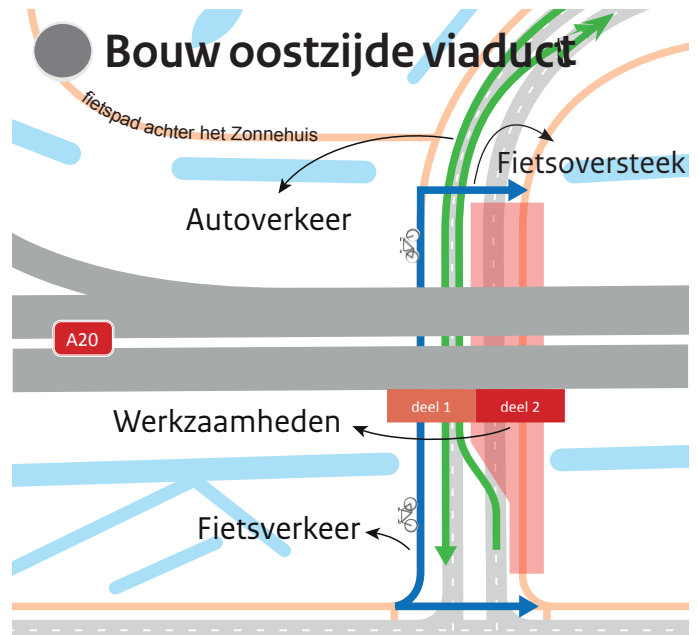 Bouw oostzijde viaduct
fietspad achter het Zonnehuis
Fietsoversteek
Autoverkeer
A20
deel 1
deel 2
Werkzaamheden
Fietsverkeer